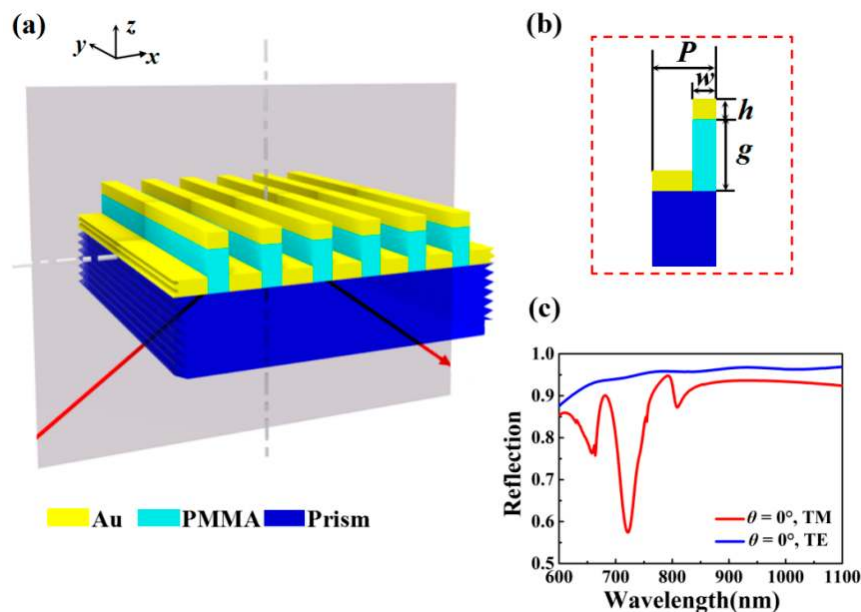 (a)
z
y
x
Au
PMMA
Prism
(b)
P
w
h
g
(c)
Reflection
1.0
0.9
0.8
0.7
0.6
0.5
θ = 0°, TM
θ = 0°, TE
600 700 800 900 1000 1100
Wavelength(nm)